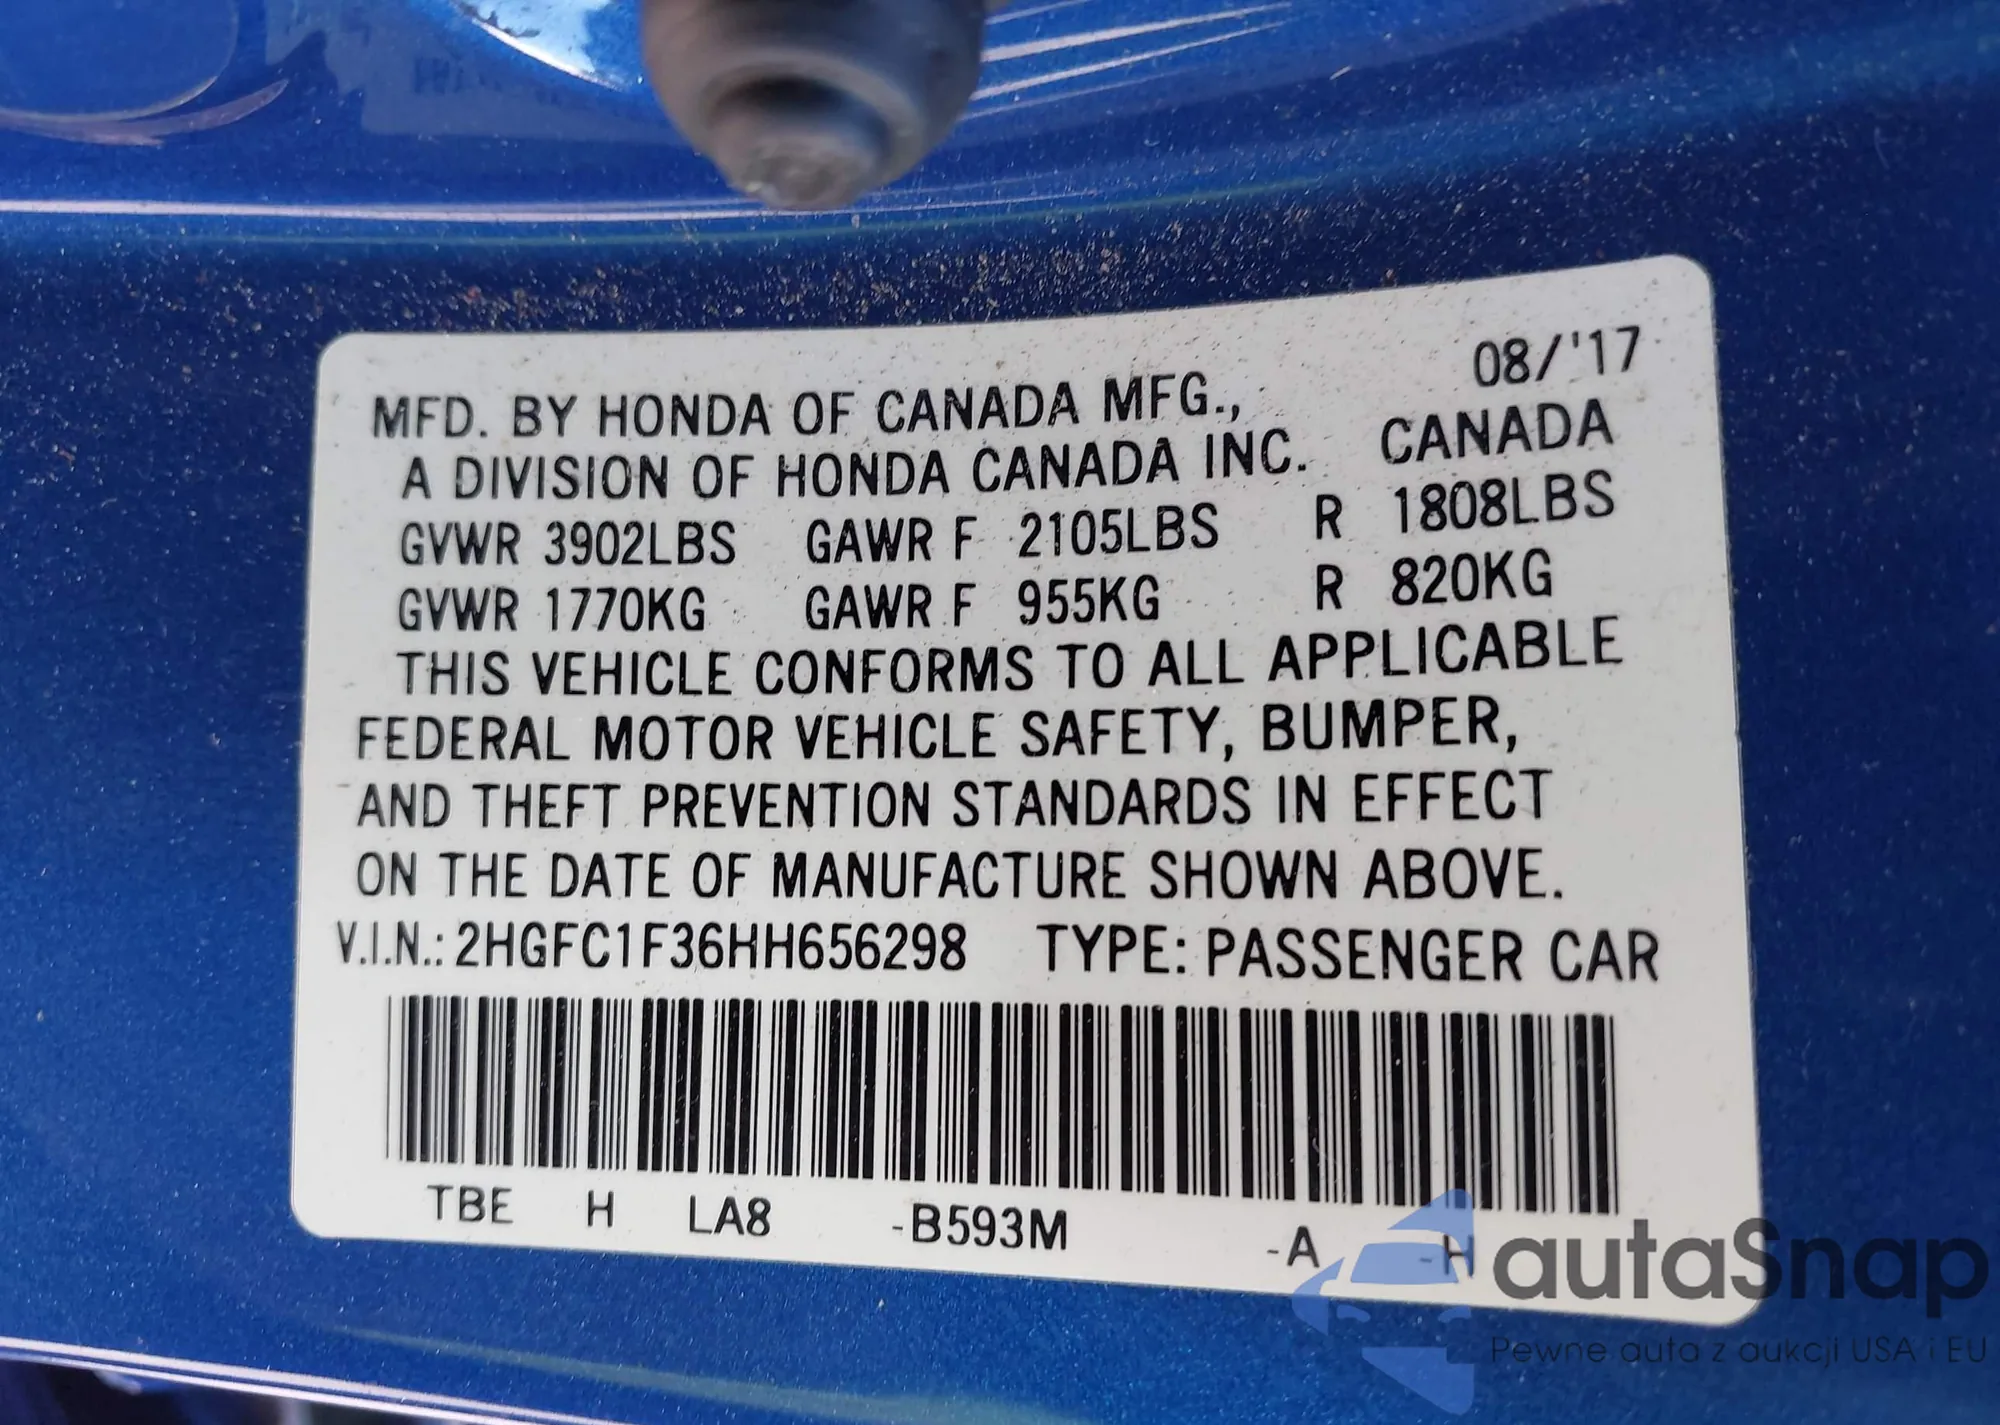 08/'17
MFD. BY HONDA OF CANADA MFG.,
A DIVISION OF HONDA CANADA INC. CANADA
GVWR 3902LBS GAWR F 2105LBS R 1808LBS
GVWR 1770KG GAWR F 955KG R 820KG
THIS VEHICLE CONFORMS TO ALL APPLICABLE
FEDERAL MOTOR VEHICLE SAFETY, BUMPER,
AND THEFT PREVENTION STANDARDS IN EFFECT
ON THE DATE OF MANUFACTURE SHOWN ABOVE.
V.I.N.: 2HGFC1F36HH656298 TYPE: PASSENGER CAR
TBE H LA8 -B593M -A -H
autaSnap
Pewne auta z aukcji USA i EU